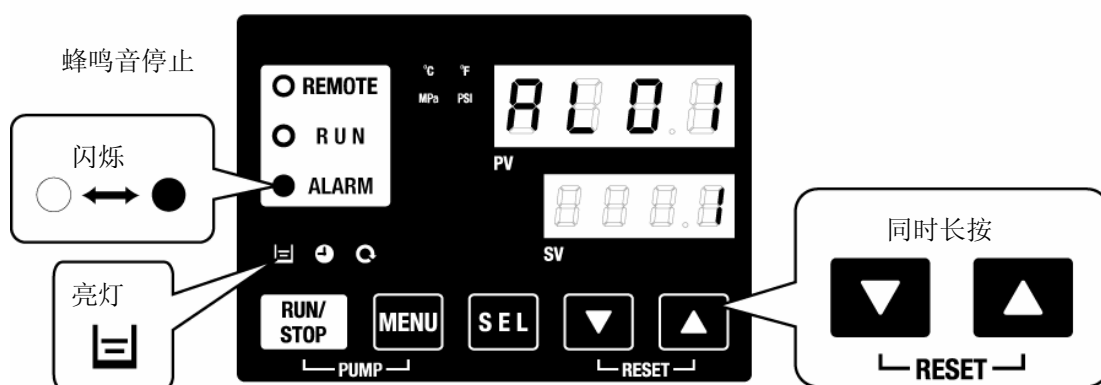 蜂鸣音停止
闪烁
亮灯
REMOTE
RUN
ALARM
°C °F
MPa PSI
AL01
PV
1
SV
RUN/
STOP
MENU
SEL
PUMP
RESET
同时长按
RESET